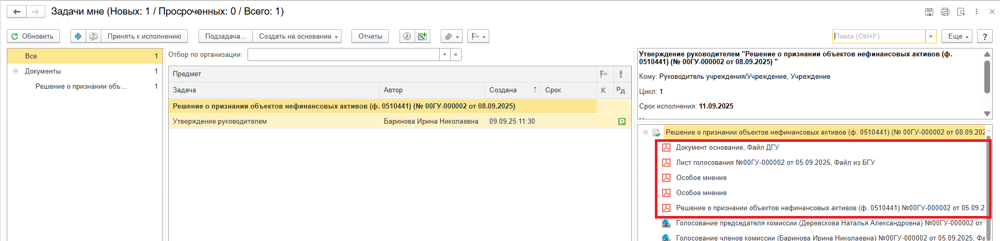 Задачи мне (Новых: 1 / Просроченных: 0 / Всего: 1)
Обновить
Принять к исполнению
Подзадача...
Создать на основании
Отчеты
Поиск (Ctrl+F)
×
Еще
?
Все 1
Документы 1
Решение о признании объ... 1
Отбор по организации:
×
Предмет
Задача Автор Создана ↑ Срок К Рд
Решение о признании объектов нефинансовых активов (ф. 0510441) (№ 00ГУ-000002 от 08.09.2025)
Утверждение руководителем Баринова Ирина Николаевна 09.09.25 11:30 Р
Утверждение руководителем "Решение о признании объектов нефинансовых активов (ф.
0510441) (№ 00ГУ-000002 от 08.09.2025) "
Кому: Руководитель учреждения/Учреждение, Учреждение
Цикл: 1
Срок исполнения: 11.09.2025
Решение о признании объектов нефинансовых активов (ф. 0510441) (№ 00ГУ-000002 от 08.09.202
Документ основание, Файл ДГУ
Лист голосования №00ГУ-000002 от 05.09.2025, Файл из БГУ
Особое мнение
Особое мнение
Решение о признании объектов нефинансовых активов (ф. 0510441) №00ГУ-000002 от 05.09.2
Голосование председателя комиссии (Деревскова Наталья Александровна) №00ГУ-000002 от
Голосование членов комиссии (Баринова Ирина Николаевна) №00ГУ-000002 от 05.09.2025, Фа